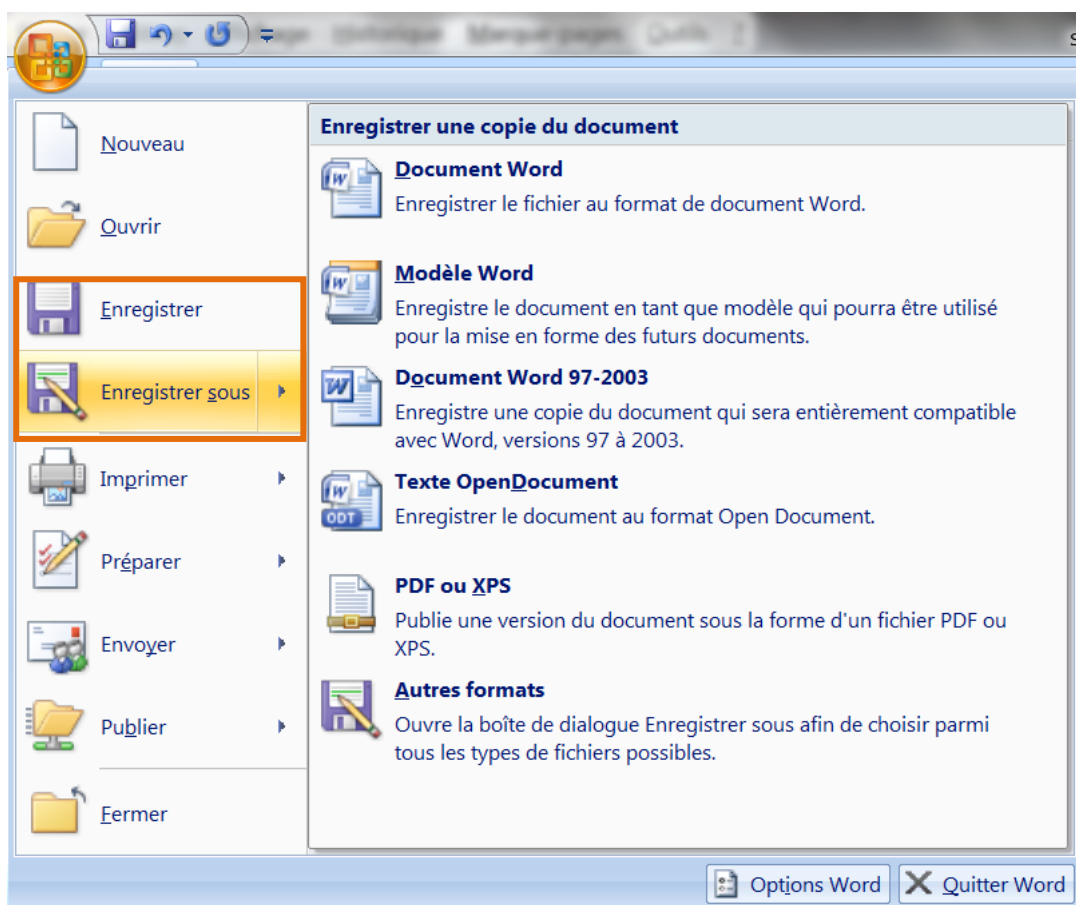 Historique Marque-pages Outils ?
Nouveau
Ouvrir
Enregistrer
Enregistrer sous
Imprimer
Préparer
Envoyer
Publier
Fermer
Enregistrer une copie du document
Document Word
Enregistrer le fichier au format de document Word.
Modèle Word
Enregistre le document en tant que modèle qui pourra être utilisé
pour la mise en forme des futurs documents.
Document Word 97-2003
Enregistre une copie du document qui sera entièrement compatible
avec Word, versions 97 à 2003.
Texte OpenDocument
ODT
Enregistrer le document au format Open Document.
PDF ou XPS
Publie une version du document sous la forme d'un fichier PDF ou
XPS.
Autres formats
Ouvre la boîte de dialogue Enregistrer sous afin de choisir parmi
tous les types de fichiers possibles.
Options Word
Quitter Word